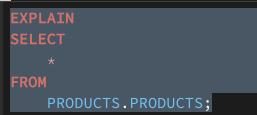 EXPLAIN
SELECT
    *
FROM
    PRODUCTS.PRODUCTS;